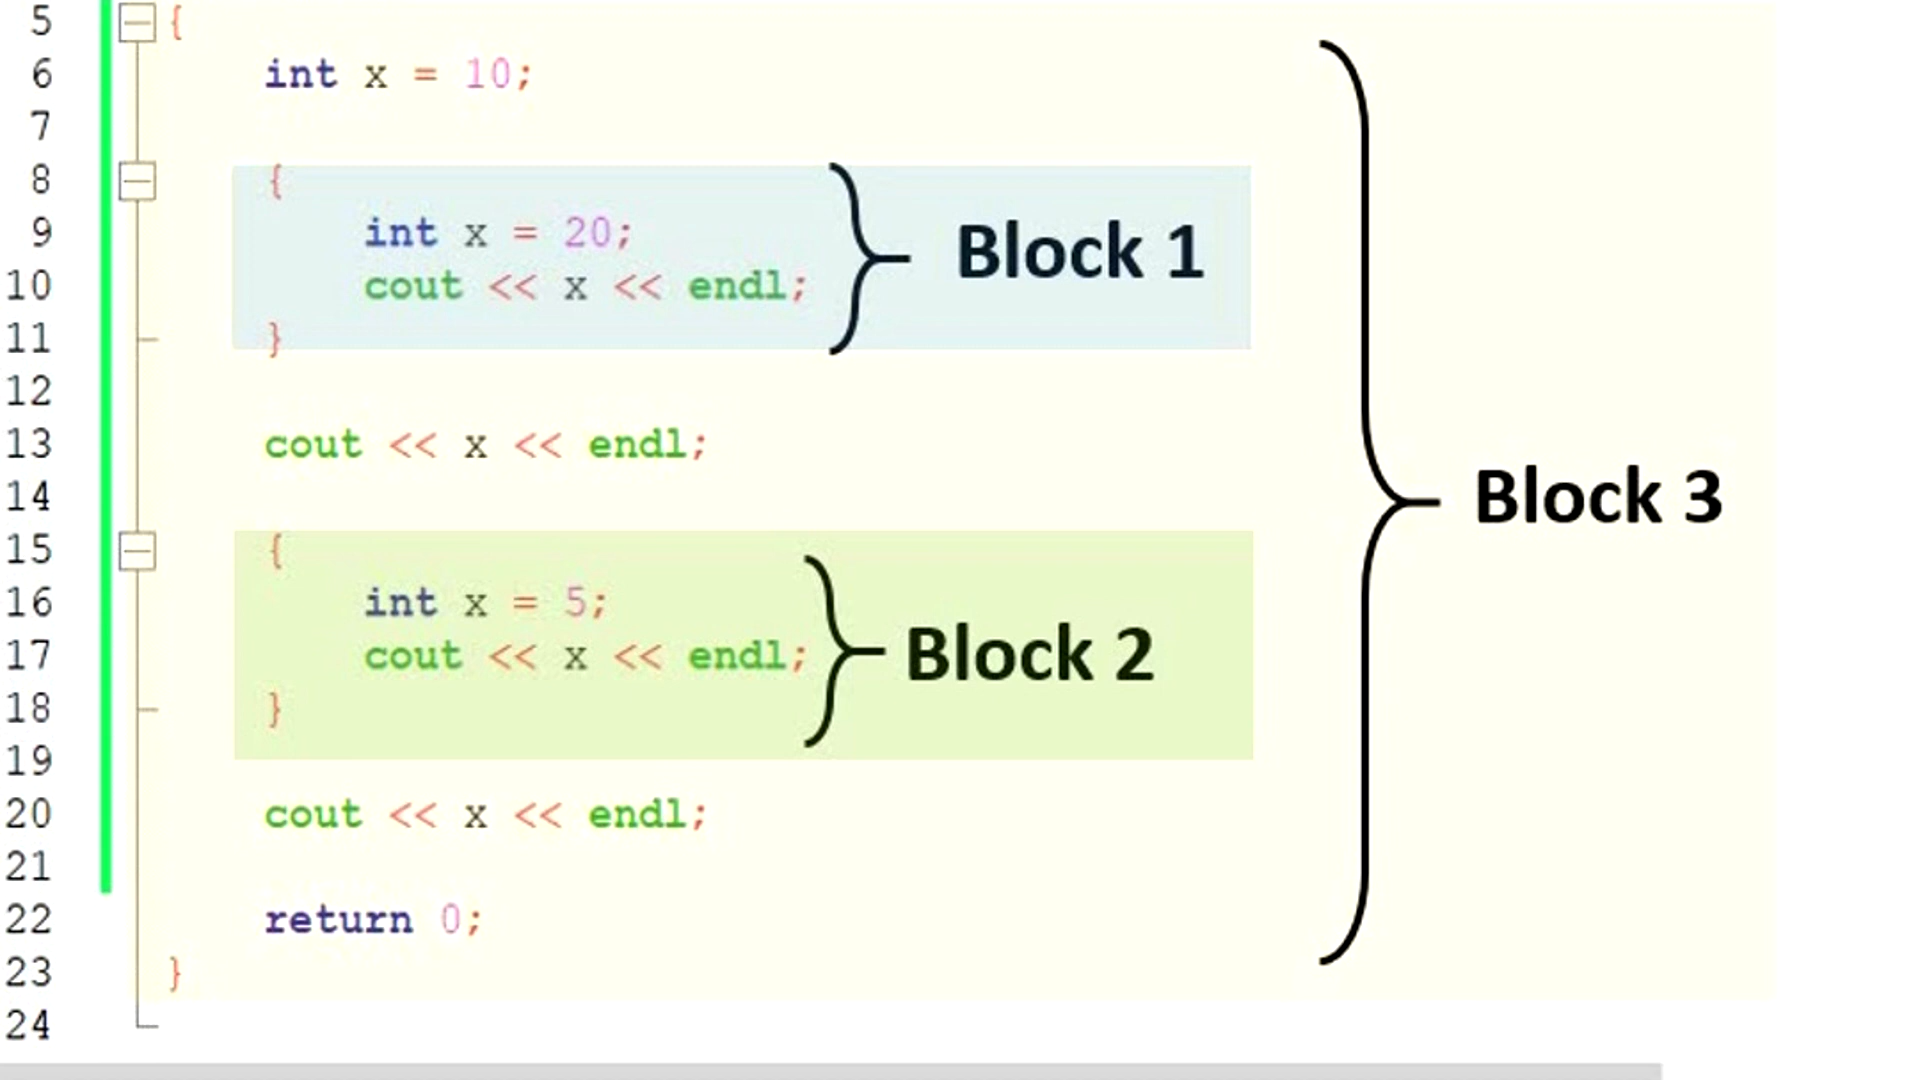 5 {
6 int x = 10;
7
8 {
9 int x = 20;
10 cout << x << endl;
11 }
Block 1
12
13 cout << x << endl;
14
Block 3
15 {
16 int x = 5;
17 cout << x << endl;
18 }
Block 2
19
20 cout << x << endl;
21
22 return 0;
23 }
24